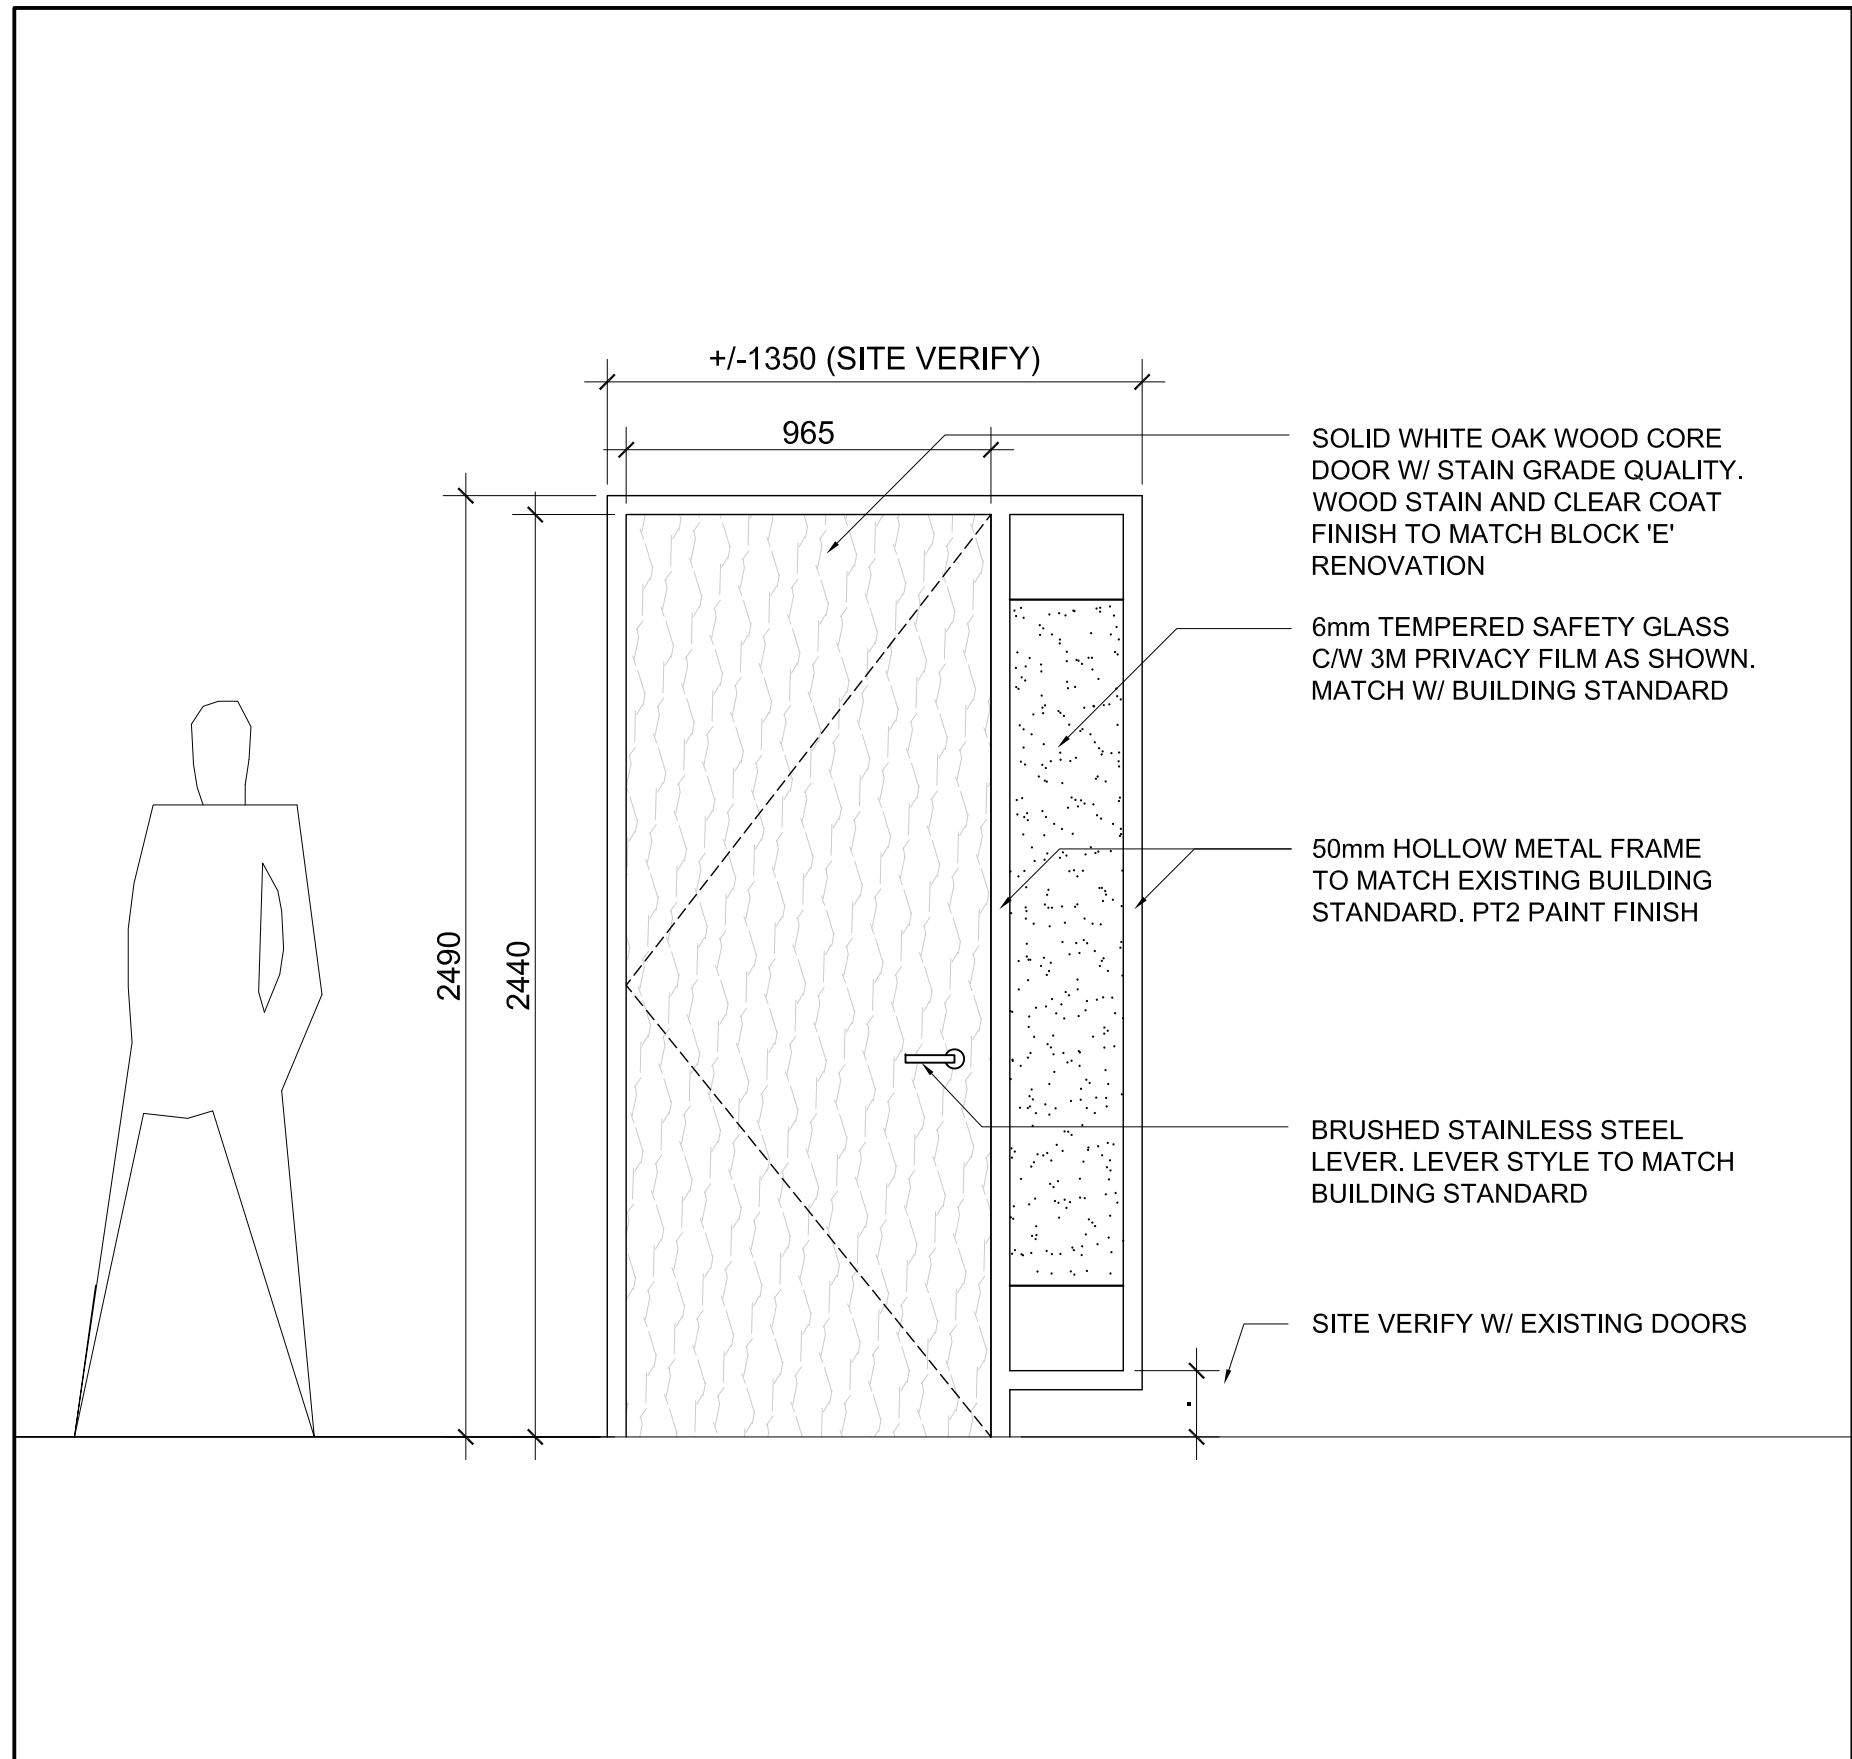 +/-1350 (SITE VERIFY)
965
2490
2440
SOLID WHITE OAK WOOD CORE
DOOR W/ STAIN GRADE QUALITY.
WOOD STAIN AND CLEAR COAT
FINISH TO MATCH BLOCK 'E'
RENOVATION
6mm TEMPERED SAFETY GLASS
C/W 3M PRIVACY FILM AS SHOWN.
MATCH W/ BUILDING STANDARD
50mm HOLLOW METAL FRAME
TO MATCH EXISTING BUILDING
STANDARD. PT2 PAINT FINISH
BRUSHED STAINLESS STEEL
LEVER. LEVER STYLE TO MATCH
BUILDING STANDARD
SITE VERIFY W/ EXISTING DOORS